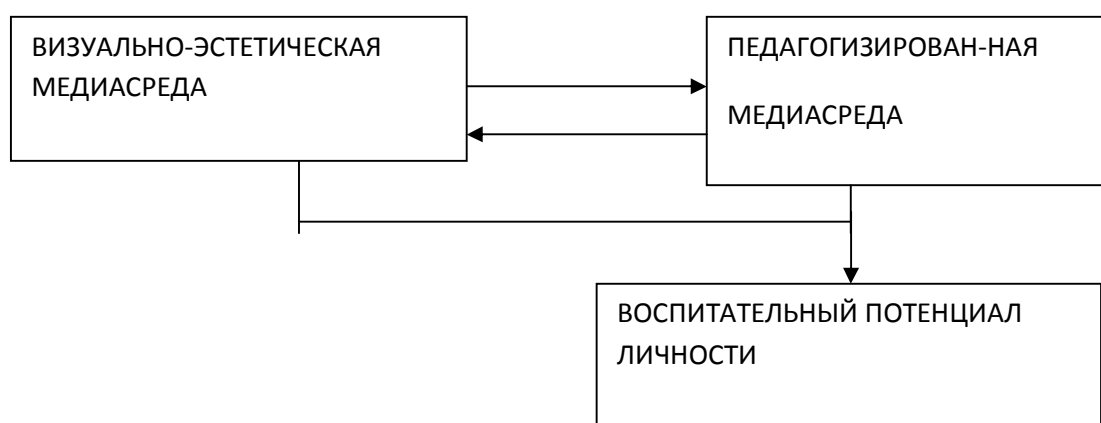 ВИЗУАЛЬНО-ЭСТЕТИЧЕСКАЯ
МЕДИАСРЕДА
ПЕДАГОГИЗИРОВАН-НАЯ
МЕДИАСРЕДА
ВОСПИТАТЕЛЬНЫЙ ПОТЕНЦИАЛ
ЛИЧНОСТИ